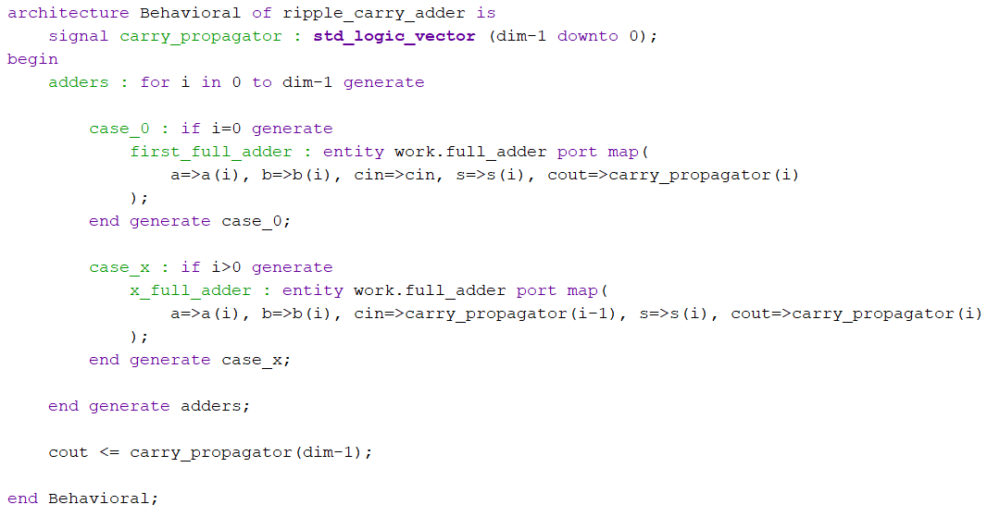 architecture Behavioral of ripple_carry_adder is
    signal carry_propagator : std_logic_vector (dim-1 downto 0);
begin
    adders : for i in 0 to dim-1 generate

        case_0 : if i=0 generate
            first_full_adder : entity work.full_adder port map(
                a=>a(i), b=>b(i), cin=>cin, s=>s(i), cout=>carry_propagator(i)
            );
        end generate case_0;

        case_x : if i>0 generate
            x_full_adder : entity work.full_adder port map(
                a=>a(i), b=>b(i), cin=>carry_propagator(i-1), s=>s(i), cout=>carry_propagator(i)
            );
        end generate case_x;

    end generate adders;

    cout <= carry_propagator(dim-1);

end Behavioral;